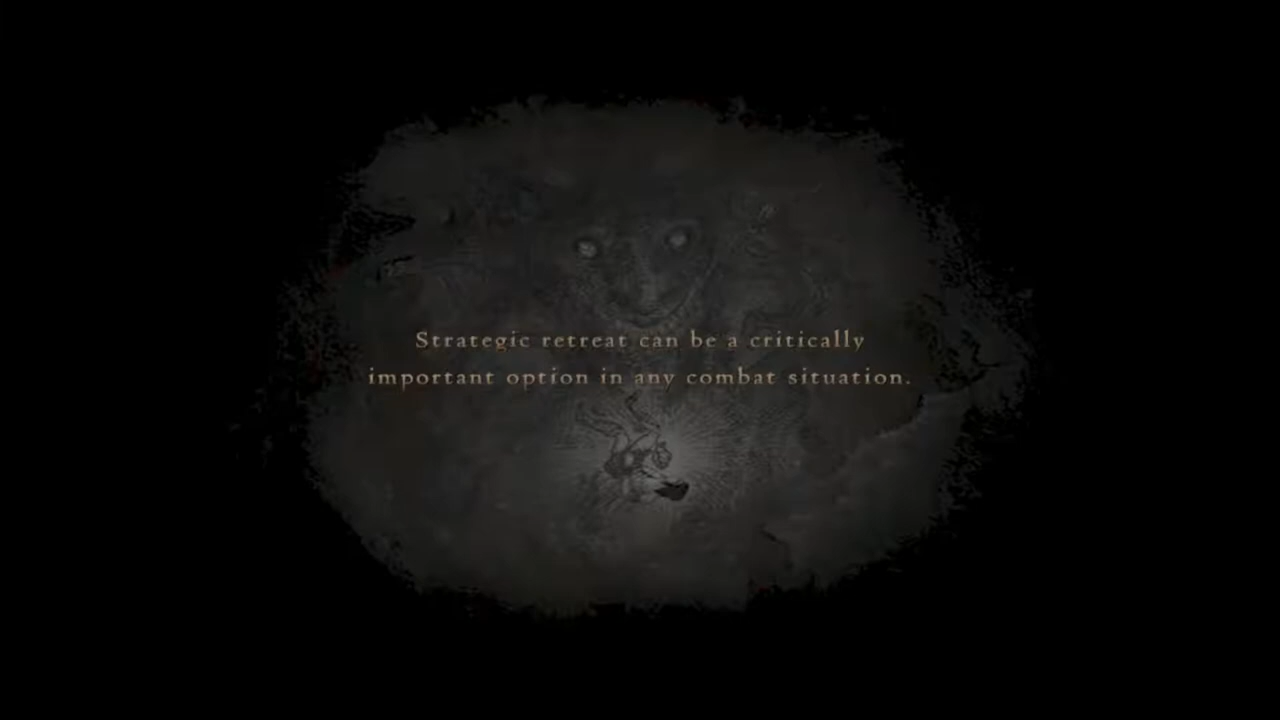 Strategic retreat can be a critically
important option in any combat situation.